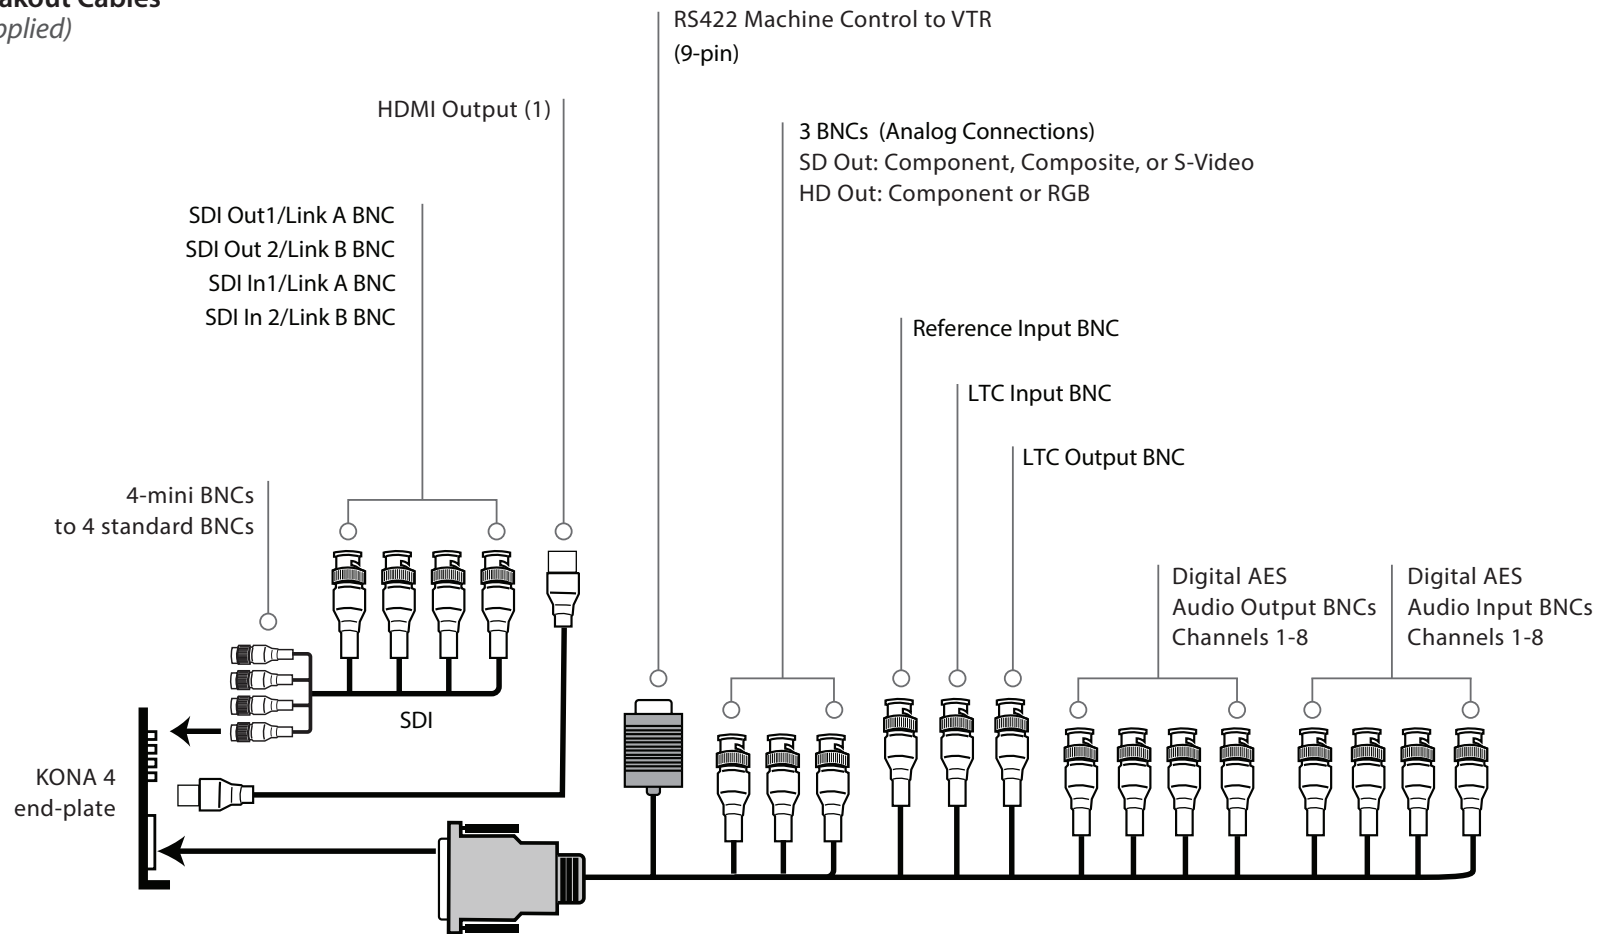 RS422 Machine Control to VTR
(9-pin)
HDMI Output (1)
3 BNCs (Analog Connections)
SD Out: Component, Composite, or S-Video
HD Out: Component or RGB
SDI Out1/Link A BNC
SDI Out 2/Link B BNC
SDI In1/Link A BNC
SDI In 2/Link B BNC
Reference Input BNC
LTC Input BNC
LTC Output BNC
4-mini BNCs
to 4 standard BNCs
Digital AES
Audio Output BNCs
Channels 1-8
Digital AES
Audio Input BNCs
Channels 1-8
SDI
KONA 4
end-plate
Cables